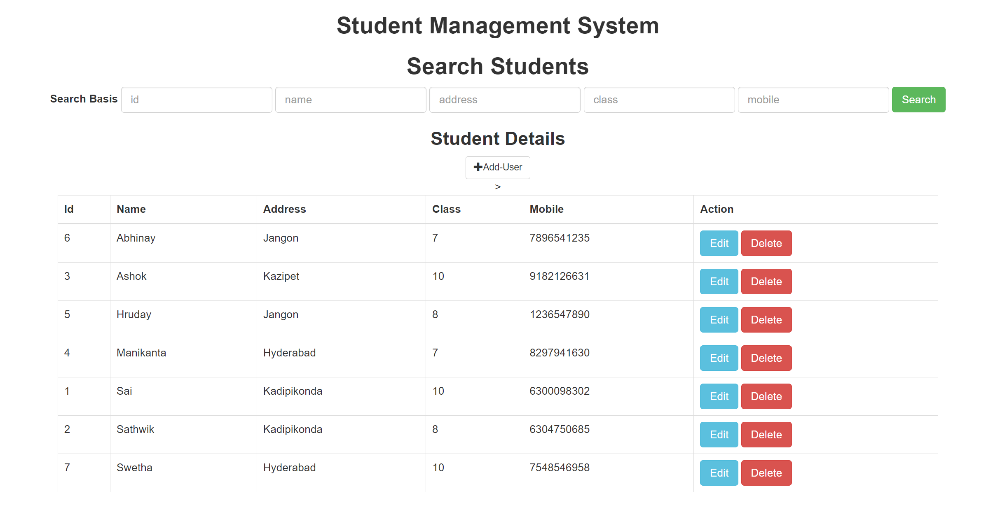 Student Management System
Search Students
Search Basis id name address class mobile Search
Student Details
Add-User
>
Id Name Address Class Mobile Action
6 Abhinay Jangon 7 7896541235 Edit Delete
3 Ashok Kazipet 10 9182126631 Edit Delete
5 Hruday Jangon 8 1236547890 Edit Delete
4 Manikanta Hyderabad 7 8297941630 Edit Delete
1 Sai Kadipikonda 10 6300098302 Edit Delete
2 Sathwik Kadipikonda 8 6304750685 Edit Delete
7 Swetha Hyderabad 10 7548546958 Edit Delete